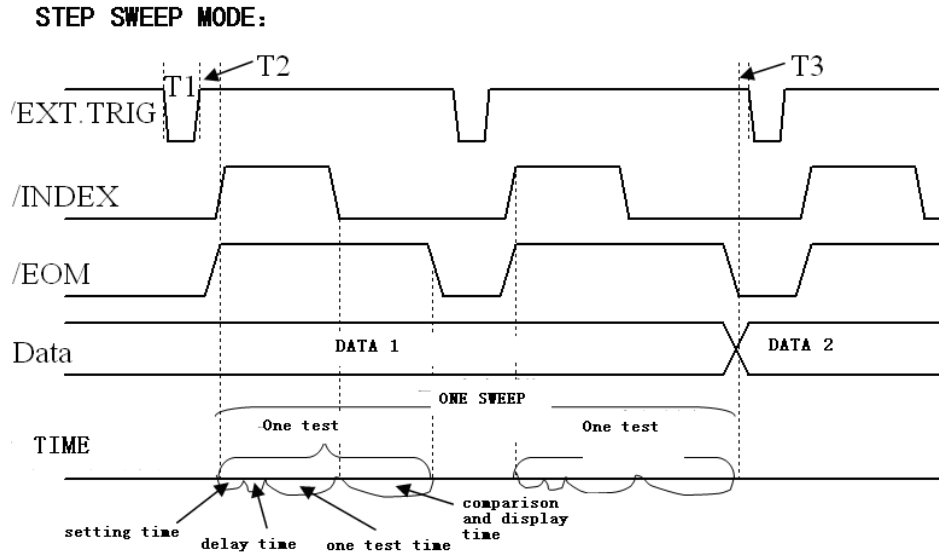 STEP SWEEP MODE:
T1
T2
T3
/EXT.TRIG
/INDEX
/EOM
Data
DATA 1
DATA 2
ONE SWEEP
One test
One test
TIME
setting time
delay time
one test time
comparison
and display
time